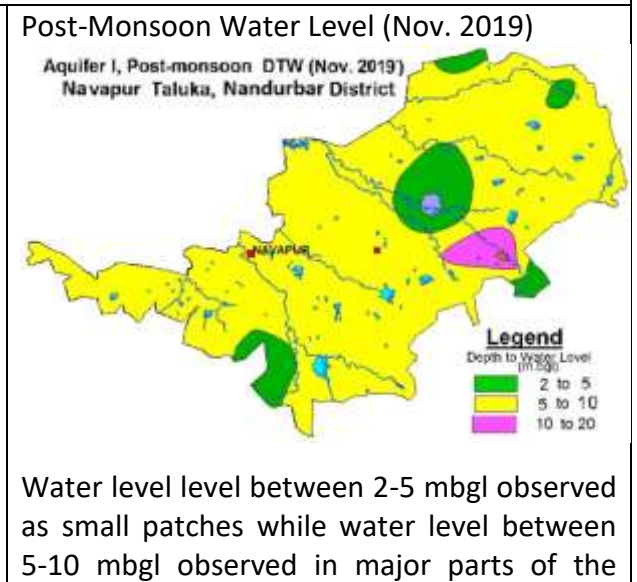 Post-Monsoon Water Level (Nov. 2019)
Aquifer I, Post-monsoon DTW (Nov. 2019)
Navapur Taluka, Nandurbar District
NAVAPUR
Legend
Depth to Water Level
(m.bgl)
2 to 5
5 to 10
10 to 20
Water level level between 2-5 mbgl observed
as small patches while water level between
5-10 mbgl observed in major parts of the